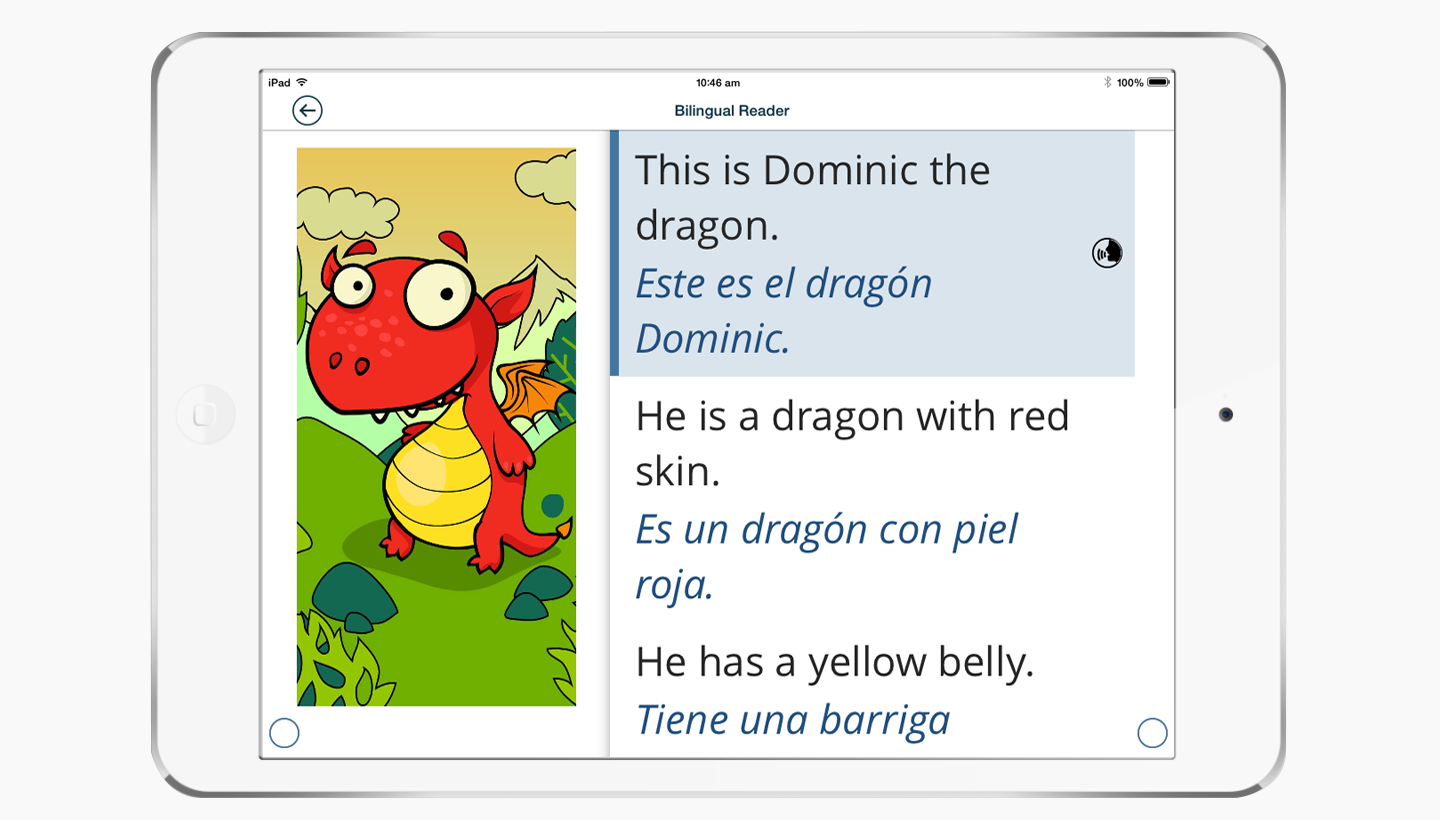 iPad
10:46 am
100%
Bilingual Reader
This is Dominic the
dragon.
Este es el dragón
Dominic.
He is a dragon with red
skin.
Es un dragón con piel
roja.
He has a yellow belly.
Tiene una barriga